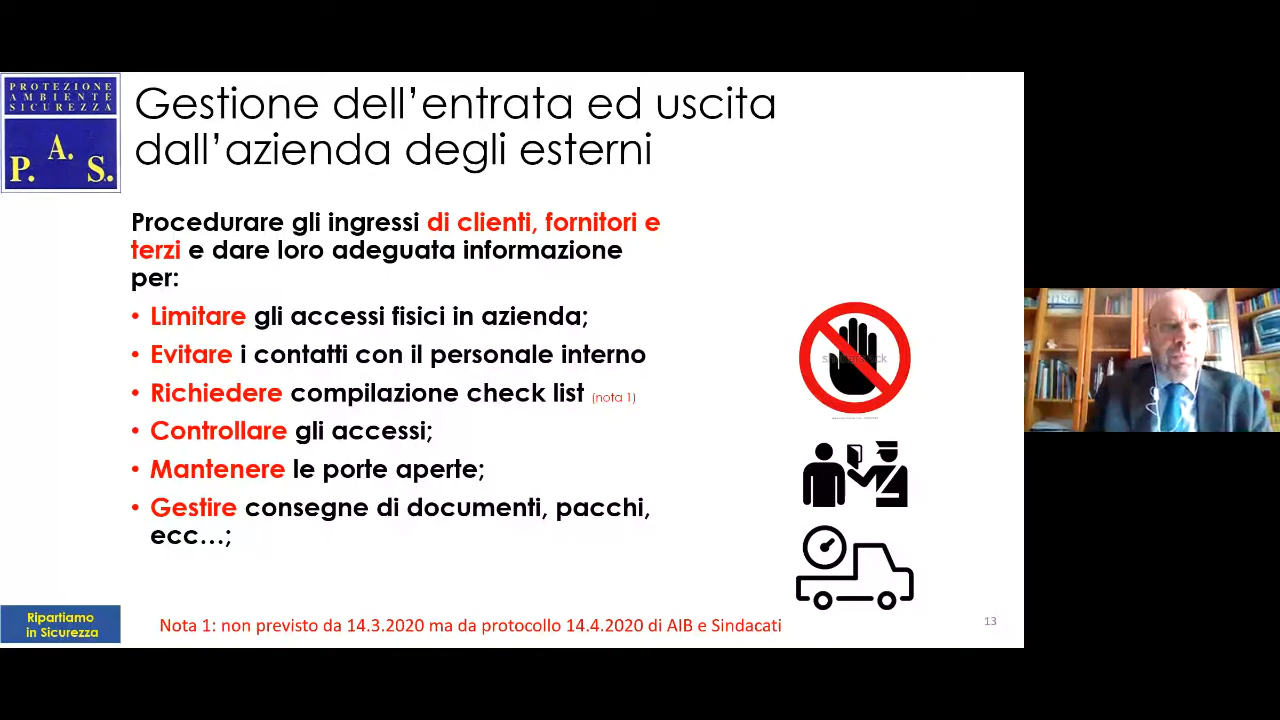 PROTEZIONE
AMBIENTE
SICUREZZA
P. A. S.
Gestione dell’entrata ed uscita
dall’azienda degli esterni
Procedurare gli ingressi di clienti, fornitori e
terzi e dare loro adeguata informazione
per:
• Limitare gli accessi fisici in azienda;
• Evitare i contatti con il personale interno
• Richiedere compilazione check list (nota 1)
• Controllare gli accessi;
• Mantenere le porte aperte;
• Gestire consegne di documenti, pacchi,
ecc…;
Ripartiamo
in Sicurezza
Nota 1: non previsto da 14.3.2020 ma da protocollo 14.4.2020 di AIB e Sindacati
13